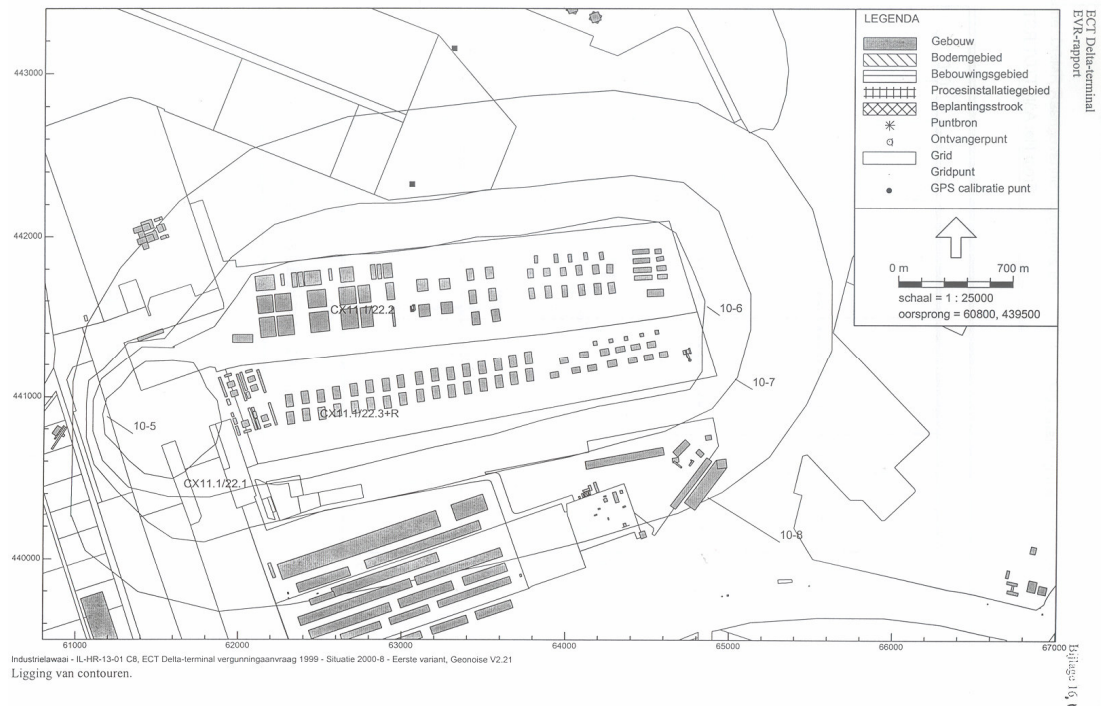 ECT Delta-terminal
EVR-rapport
LEGENDA
Gebouw
Bodemgebied
Bebouwingsgebied
Procesinstallatiegebied
Beplantingsstrook
Puntbron
Ontvangerpunt
Grid
Gridpunt
GPS calibratie punt
0 m 700 m
schaal = 1 : 25000
oorsprong = 60800, 439500
443000
442000
441000
440000
CX11.1/22.2
CX11.1/22.3+R
CX11.1/22.1
10-5
10-6
10-7
10-8
61000 62000 63000 64000 65000 66000 67000
Industrielawaai - IL-HR-13-01 C8, ECT Delta-terminal vergunningaanvraag 1999 - Situatie 2000-8 - Eerste variant, Geonoise V2.21
Ligging van contouren.
Bijlage 16,